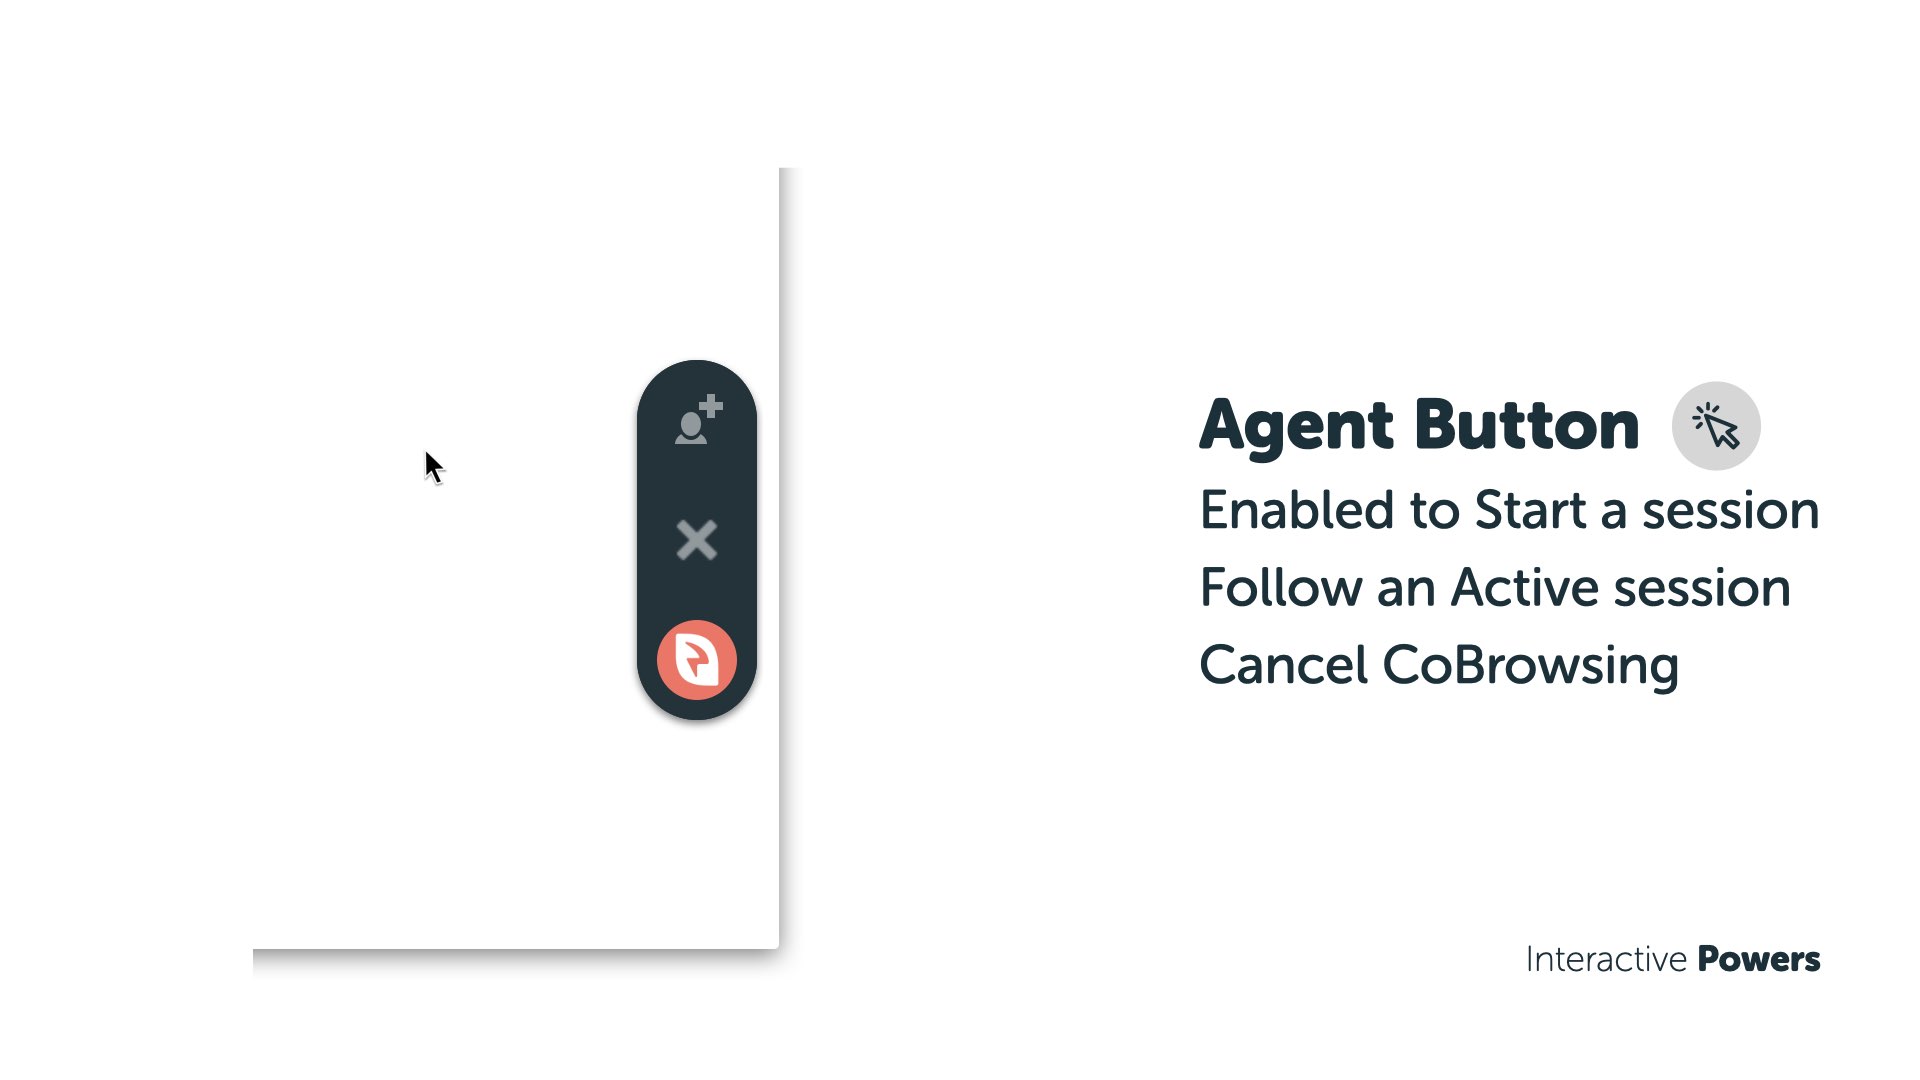 Agent Button
Enabled to Start a session
Follow an Active session
Cancel CoBrowsing
Interactive Powers